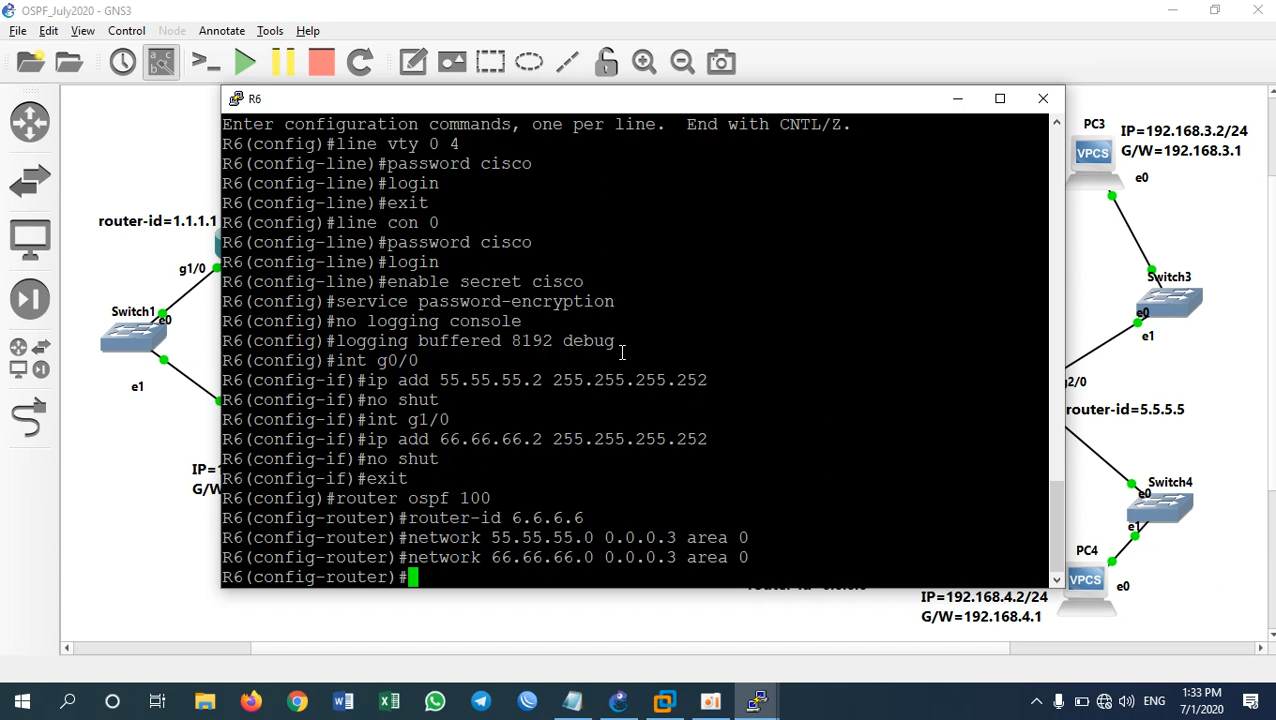 OSPF_July2020 - GNS3
File Edit View Control Node Annotate Tools Help
R6
Enter configuration commands, one per line.  End with CNTL/Z.
R6(config)#line vty 0 4
R6(config-line)#password cisco
R6(config-line)#login
R6(config-line)#exit
R6(config)#line con 0
R6(config-line)#password cisco
R6(config-line)#login
R6(config-line)#enable secret cisco
R6(config)#service password-encryption
R6(config)#no logging console
R6(config)#logging buffered 8192 debug
R6(config)#int g0/0
R6(config-if)#ip add 55.55.55.2 255.255.255.252
R6(config-if)#no shut
R6(config-if)#int g1/0
R6(config-if)#ip add 66.66.66.2 255.255.255.252
R6(config-if)#no shut
R6(config-if)#exit
R6(config)#router ospf 100
R6(config-router)#router-id 6.6.6.6
R6(config-router)#network 55.55.55.0 0.0.0.3 area 0
R6(config-router)#network 66.66.66.0 0.0.0.3 area 0
R6(config-router)#
router-id=1.1.1.1
g1/0
Switch1
e0
e1
IP=1
G/W=
PC3
VPCS
IP=192.168.3.2/24
G/W=192.168.3.1
e0
Switch3
e0
e1
g2/0
router-id=5.5.5.5
Switch4
e0
e1
PC4
VPCS
e0
IP=192.168.4.2/24
G/W=192.168.4.1
ENG
1:33 PM
7/1/2020